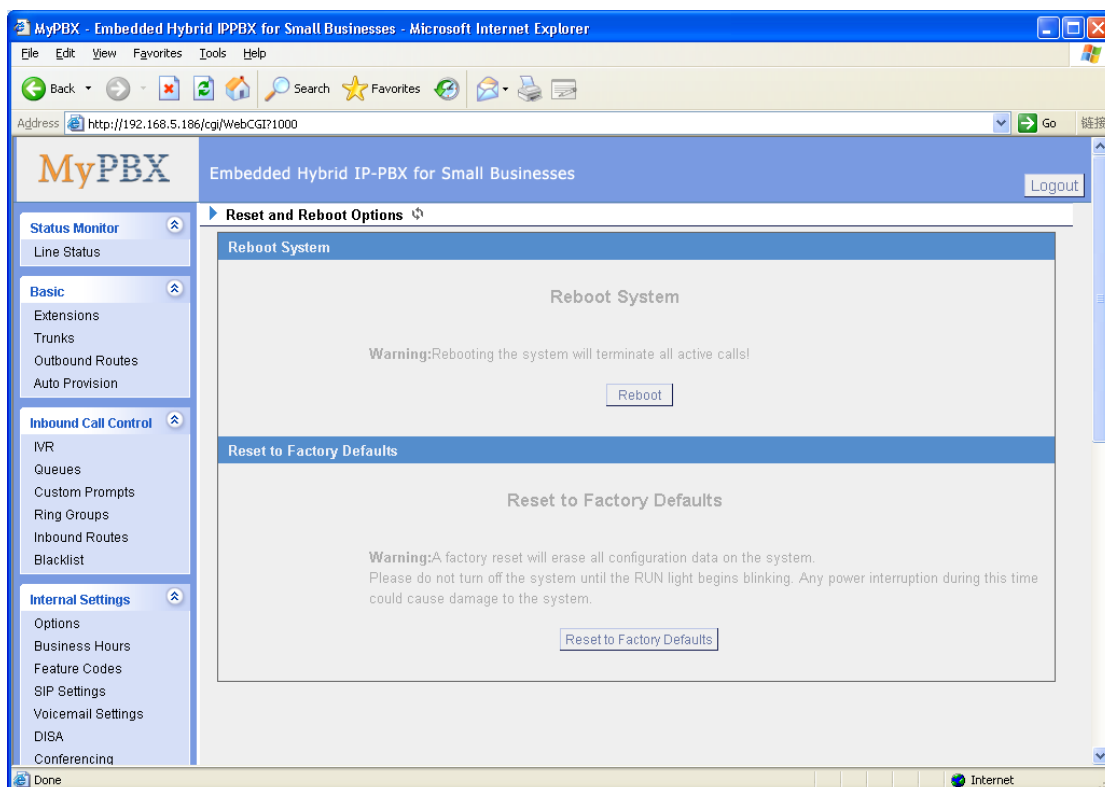 MyPBX - Embedded Hybrid IPPBX for Small Businesses - Microsoft Internet Explorer
File Edit View Favorites Tools Help
Back Search Favorites
Address http://192.168.5.186/cgi/WebCGI?1000 Go 链接
MyPBX
Embedded Hybrid IP-PBX for Small Businesses
Logout
Status Monitor
Line Status
Basic
Extensions
Trunks
Outbound Routes
Auto Provision
Inbound Call Control
IVR
Queues
Custom Prompts
Ring Groups
Inbound Routes
Blacklist
Internal Settings
Options
Business Hours
Feature Codes
SIP Settings
Voicemail Settings
DISA
Conferencing
Reset and Reboot Options
Reboot System
Reboot System
Warning:Rebooting the system will terminate all active calls!
Reboot
Reset to Factory Defaults
Reset to Factory Defaults
Warning:A factory reset will erase all configuration data on the system.
Please do not turn off the system until the RUN light begins blinking. Any power interruption during this time
could cause damage to the system.
Reset to Factory Defaults
Done
Internet